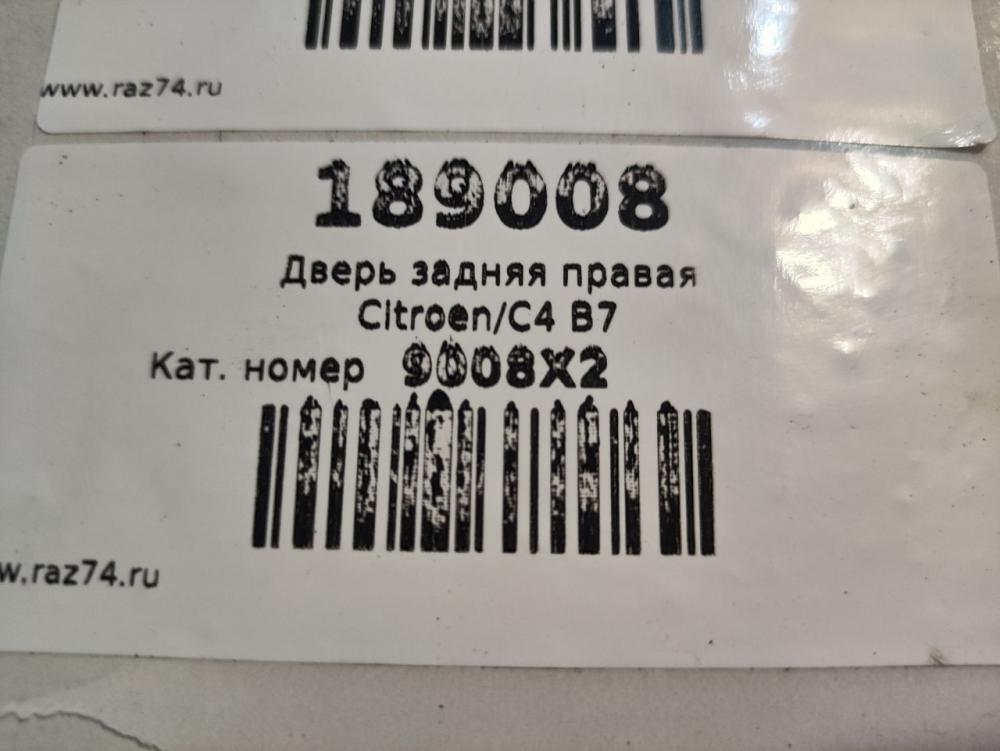 www.raz74.ru
189008
Дверь задняя правая
Citroen/C4 B7
Кат. номер 9008X2
w.raz74.ru